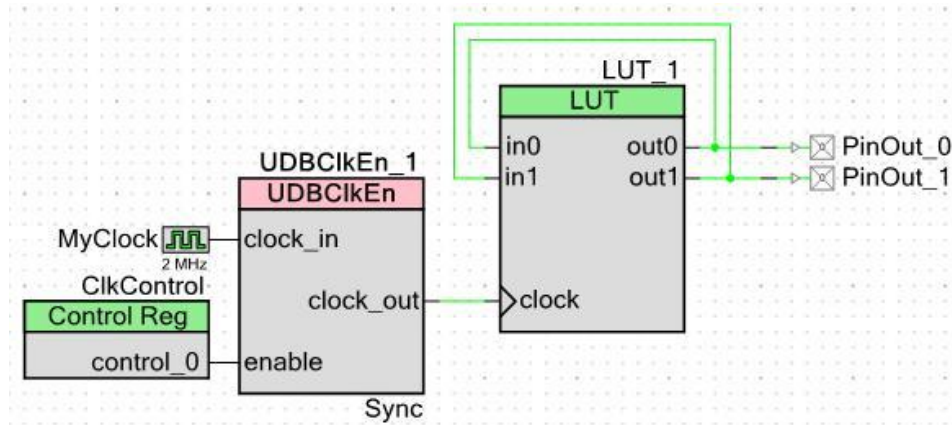 LUT_1
LUT
in0 out0 PinOut_0
in1 out1 PinOut_1
UDBClkEn_1
UDBClkEn
MyClock clock_in
2 MHz
ClkControl
clock_out clock
Control Reg
control_0 enable
Sync